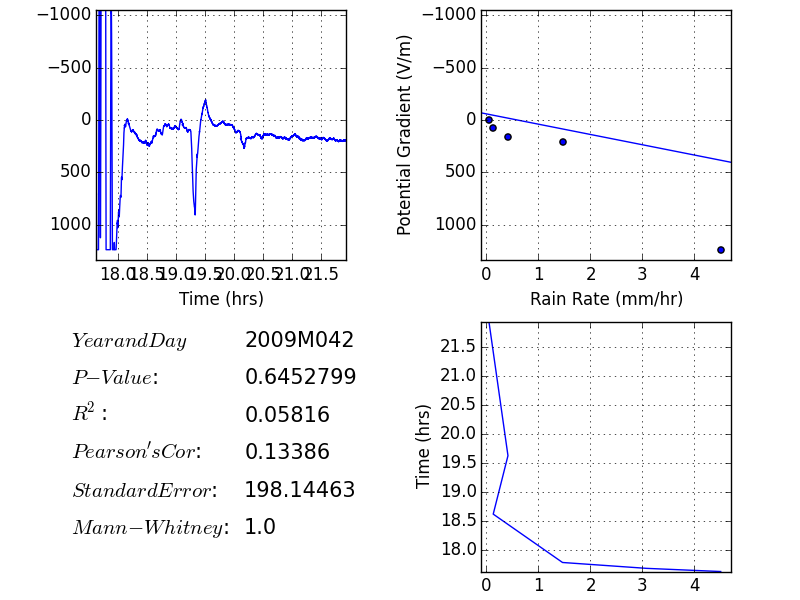 −1000
−500
0
500
1000
18.0 18.5 19.0 19.5 20.0 20.5 21.0 21.5
Time (hrs)
Potential Gradient (V/m)
−1000
−500
0
500
1000
0 1 2 3 4
Rain Rate (mm/hr)
YearandDay 2009M042
P−Value: 0.6452799
R² : 0.05816
Pearson'sCor: 0.13386
StandardError: 198.14463
Mann−Whitney: 1.0
Time (hrs)
21.5
21.0
20.5
20.0
19.5
19.0
18.5
18.0
0 1 2 3 4